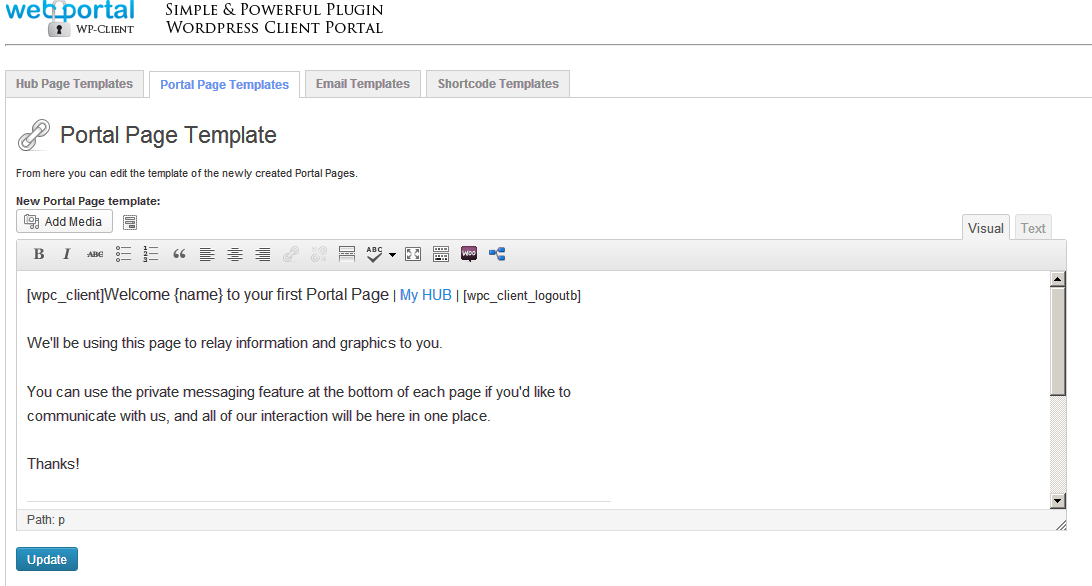 web portal
WP-CLIENT
SIMPLE & POWERFUL PLUGIN
WORDPRESS CLIENT PORTAL
Hub Page Templates
Portal Page Templates
Email Templates
Shortcode Templates
Portal Page Template
From here you can edit the template of the newly created Portal Pages.
New Portal Page template:
Add Media
Visual
Text
B I ABC ABC WOO
[wpc_client]Welcome {name} to your first Portal Page | My HUB | [wpc_client_logoutb]
We'll be using this page to relay information and graphics to you.
You can use the private messaging feature at the bottom of each page if you'd like to
communicate with us, and all of our interaction will be here in one place.
Thanks!
Path: p
Update